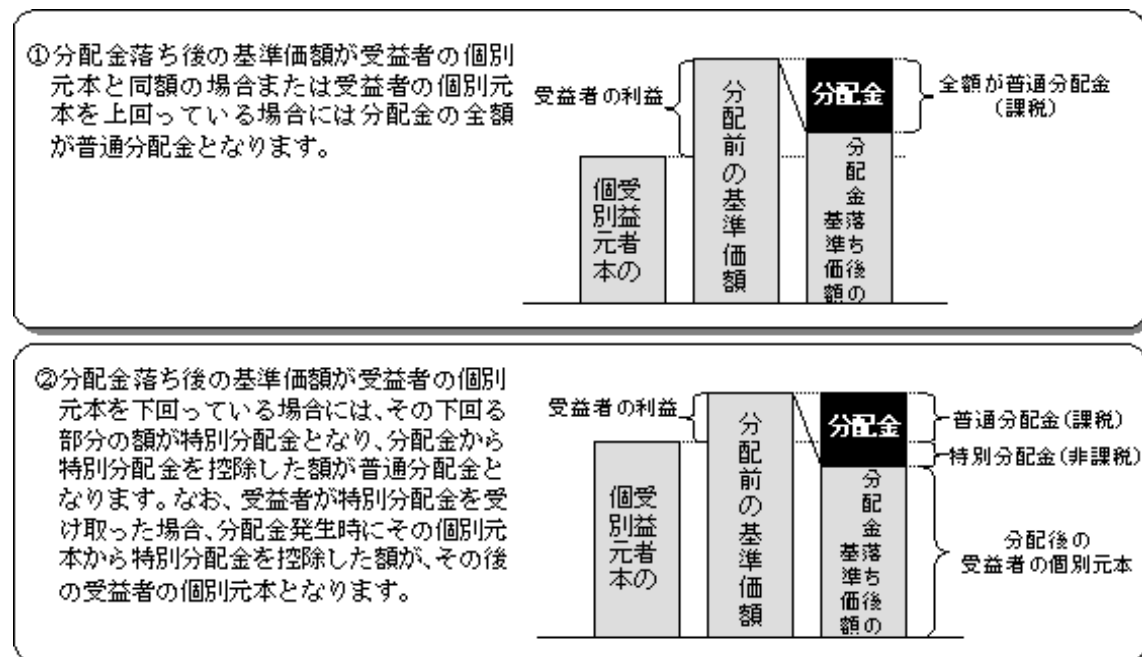 ①分配金落ち後の基準価額が受益者の個別
元本と同額の場合または受益者の個別元
本を上回っている場合には分配金の全額
が普通分配金となります。
受益者の利益
個別元本
受益者の
分配前の基準価額
分配金
分配金落ち後の
基準価額
全額が普通分配金
(課税)
②分配金落ち後の基準価額が受益者の個別
元本を下回っている場合には、その下回る
部分の額が特別分配金となり、分配金から
特別分配金を控除した額が普通分配金と
なります。なお、受益者が特別分配金を受
け取った場合、分配金発生時にその個別元
本から特別分配金を控除した額が、その後
の受益者の個別元本となります。
受益者の利益
受益者の
個別元本
分配前の基準価額
分配金
分配金落ち後の
基準価額
普通分配金(課税)
特別分配金(非課税)
分配後の
受益者の個別元本